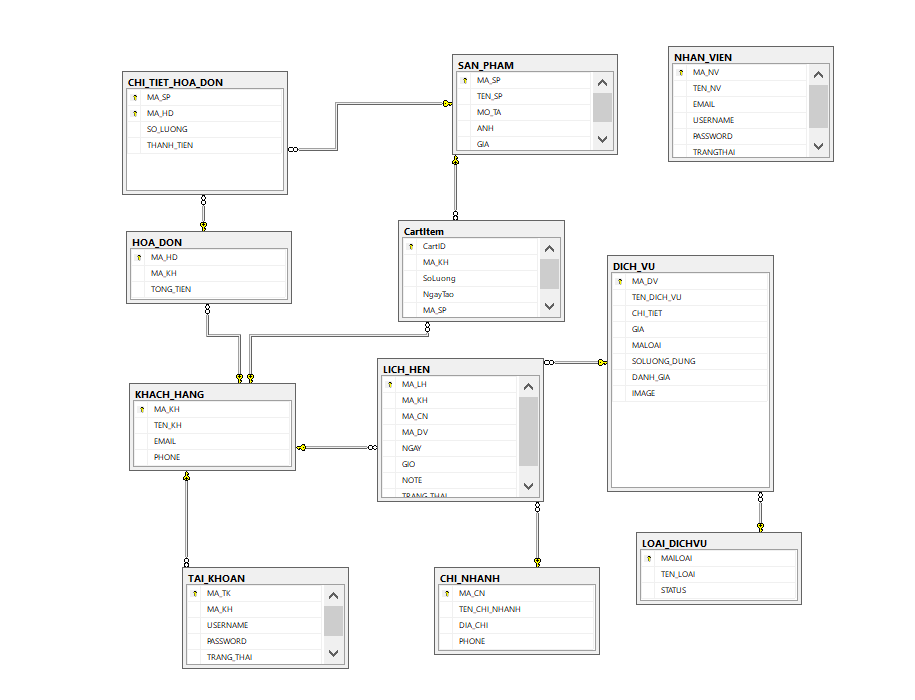 CHI_TIET_HOA_DON
MA_SP
MA_HD
SO_LUONG
THANH_TIEN
SAN_PHAM
MA_SP
TEN_SP
MO_TA
ANH
GIA
NHAN_VIEN
MA_NV
TEN_NV
EMAIL
USERNAME
PASSWORD
TRANGTHAI
HOA_DON
MA_HD
MA_KH
TONG_TIEN
CartItem
CartID
MA_KH
SoLuong
NgayTao
MA_SP
DICH_VU
MA_DV
TEN_DICH_VU
CHI_TIET
GIA
MALOAI
SOLUONG_DUNG
DANH_GIA
IMAGE
KHACH_HANG
MA_KH
TEN_KH
EMAIL
PHONE
LICH_HEN
MA_LH
MA_KH
MA_CN
MA_DV
NGAY
GIO
NOTE
TRANG_THAI
LOAI_DICHVU
MAILOAI
TEN_LOAI
STATUS
TAI_KHOAN
MA_TK
MA_KH
USERNAME
PASSWORD
TRANG_THAI
CHI_NHANH
MA_CN
TEN_CHI_NHANH
DIA_CHI
PHONE